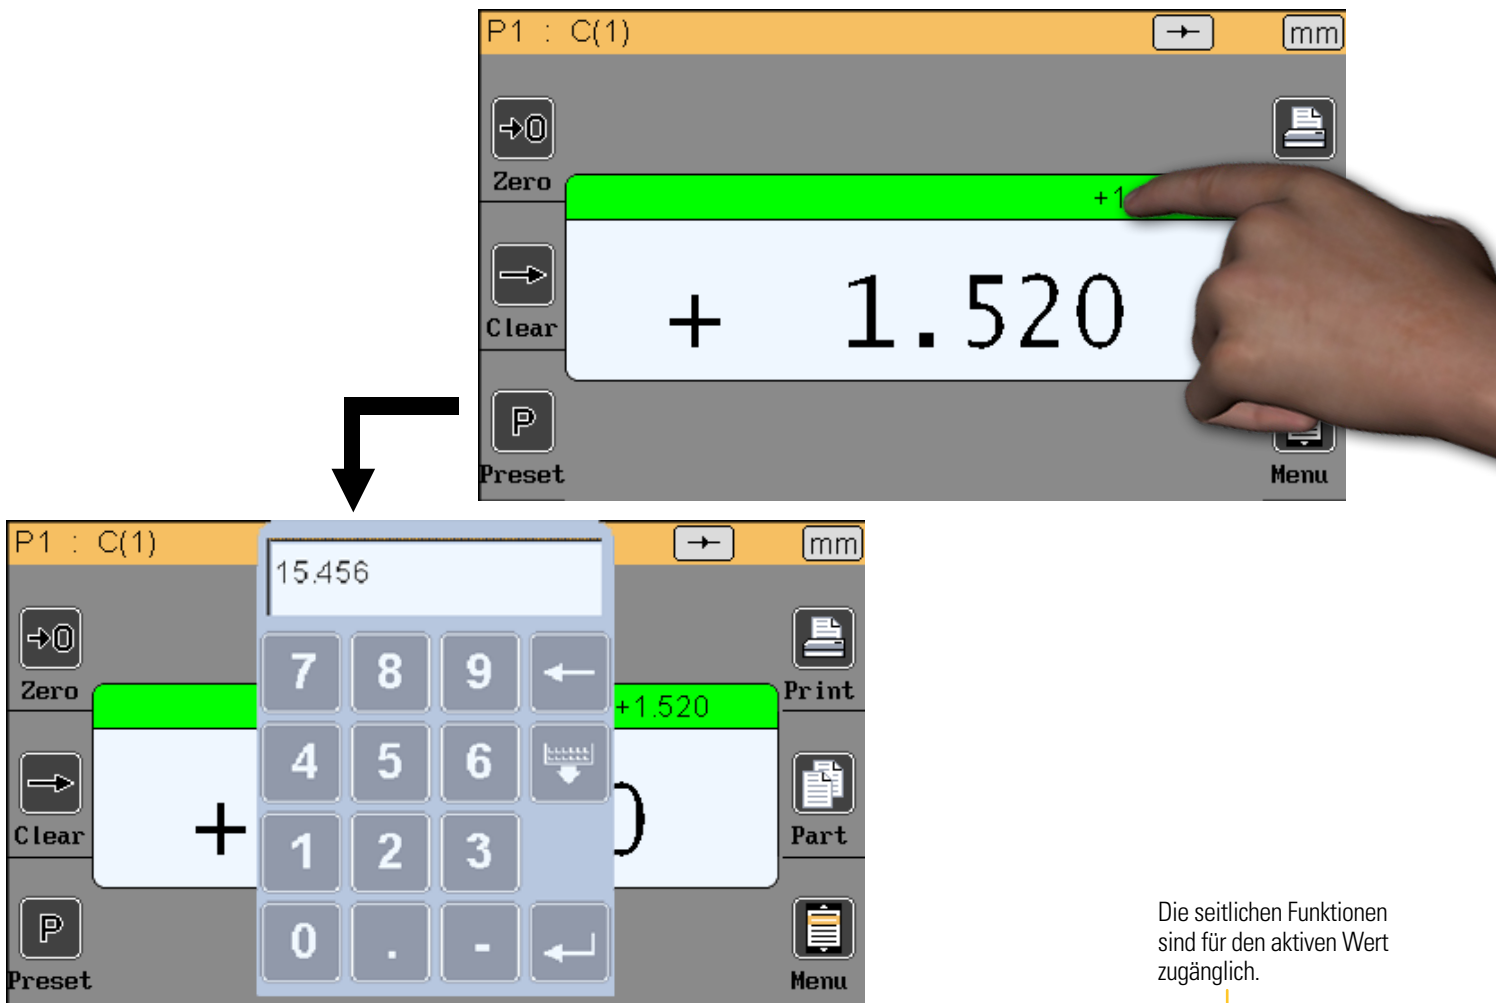 P1 : C(1) mm
Zero
+1
Clear
+ 1.520
P
Preset
Menu
P1 : C(1) mm
15.456
Zero
7 8 9
Print
+1.520
4 5 6
Clear
+ 0
1 2 3
Part
P
0 . -
Preset
Menu
Die seitlichen Funktionen
sind für den aktiven Wert
zugänglich.